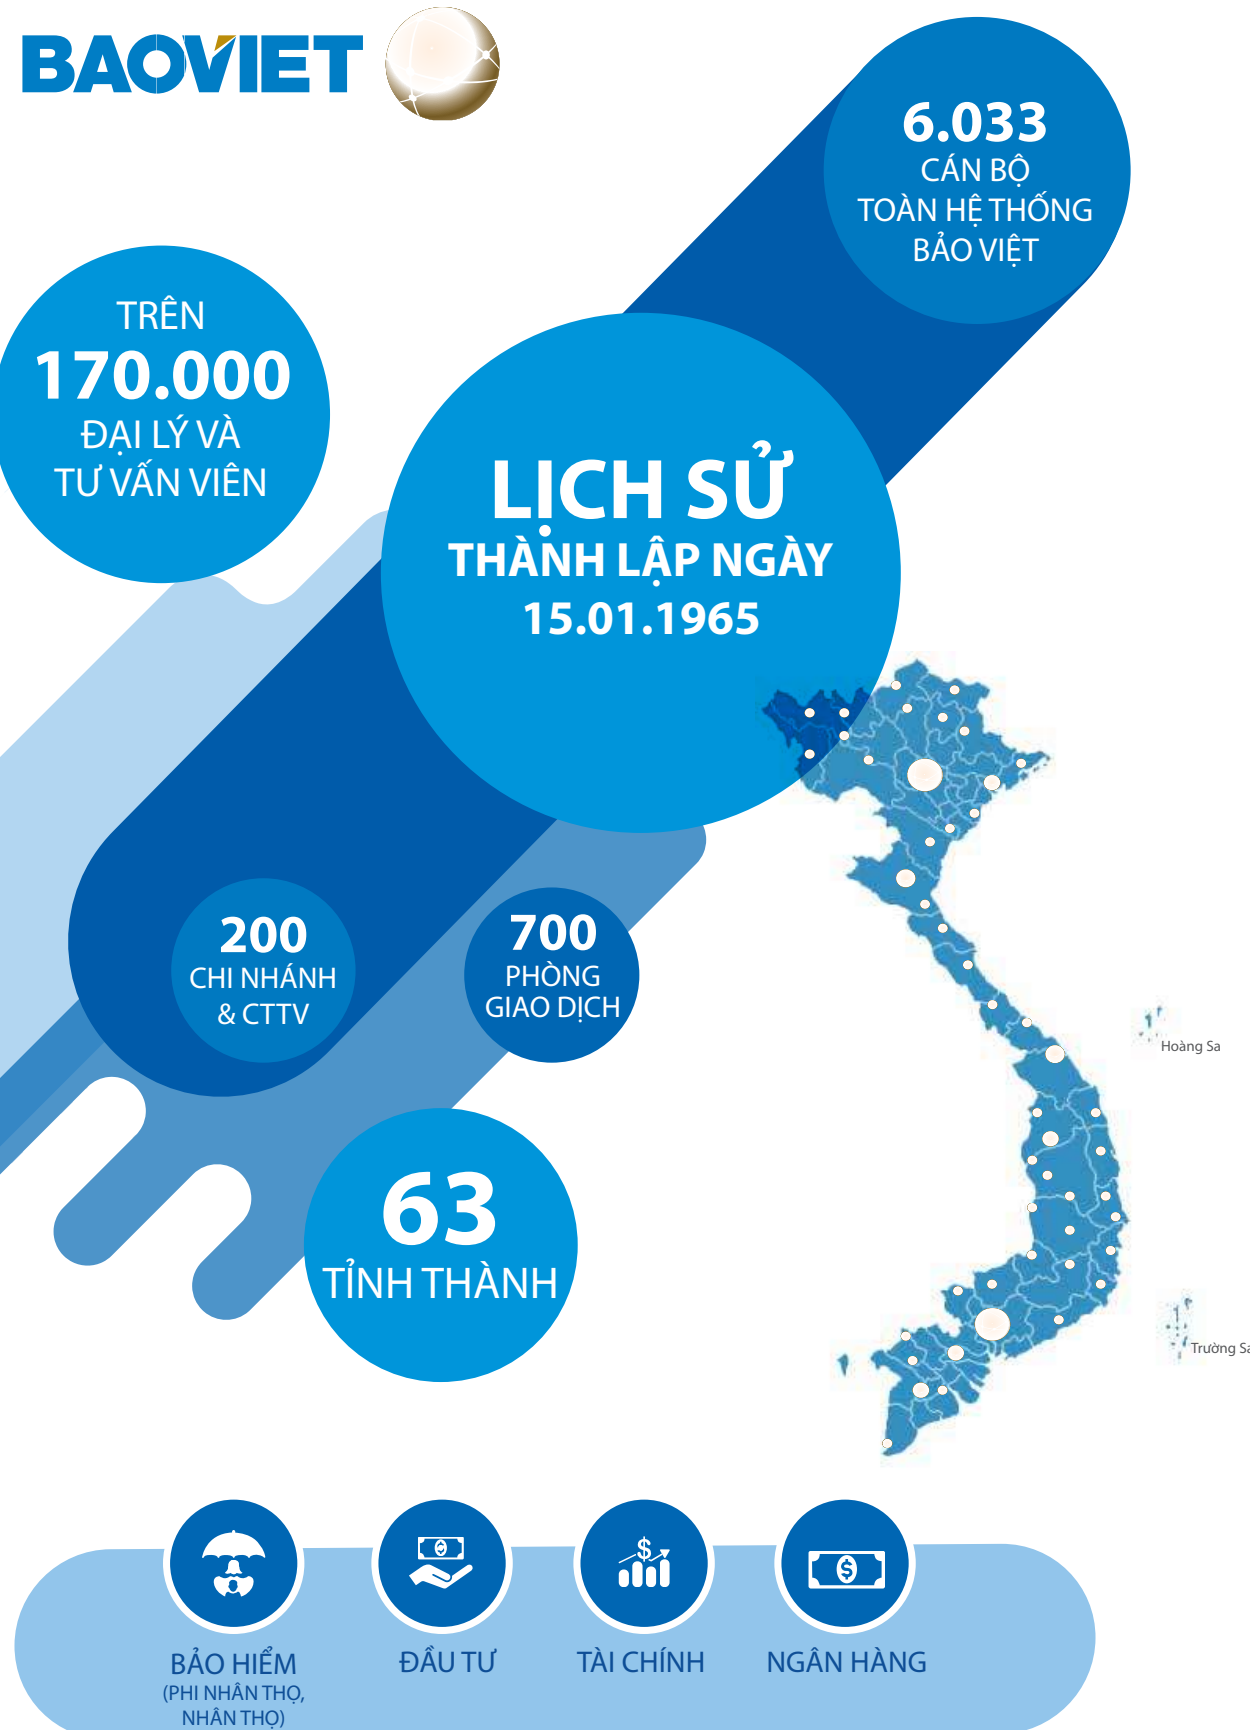 BAOVIET
6.033
CÁN BỘ
TOÀN HỆ THỐNG
BẢO VIỆT
TRÊN
170.000
ĐẠI LÝ VÀ
TƯ VẤN VIÊN
LỊCH SỬ
THÀNH LẬP NGÀY
15.01.1965
200
CHI NHÁNH
& CTTV
700
PHÒNG
GIAO DỊCH
63
TỈNH THÀNH
Hoàng Sa
Trường Sa
BẢO HIỂM
(PHI NHÂN THỌ,
NHÂN THỌ)
ĐẦU TƯ
TÀI CHÍNH
NGÂN HÀNG